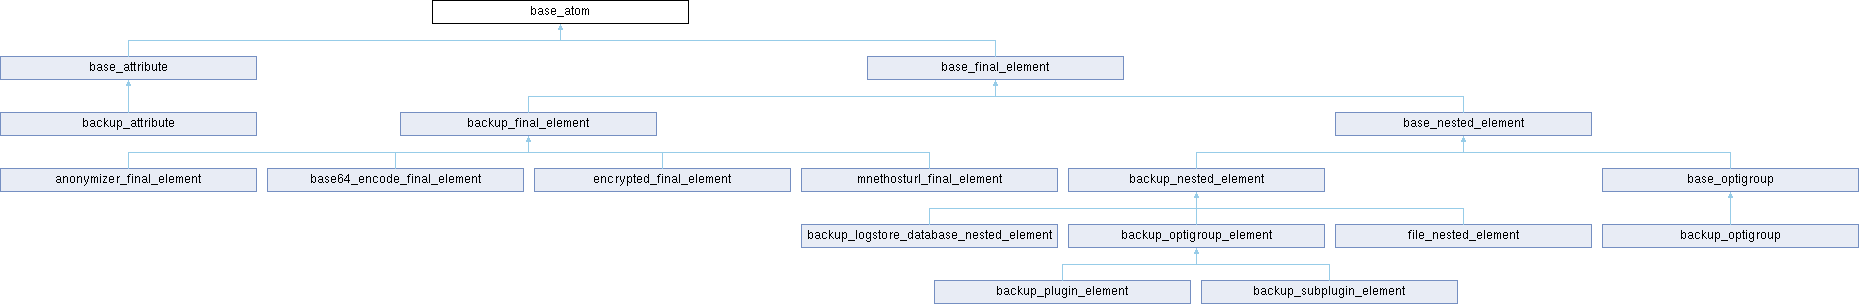 base_atom
base_attribute
base_final_element
backup_attribute
backup_final_element
base_nested_element
anonymizer_final_element
base64_encode_final_element
encrypted_final_element
mnethosturl_final_element
backup_nested_element
base_optigroup
backup_logstore_database_nested_element
backup_optigroup_element
file_nested_element
backup_optigroup
backup_plugin_element
backup_subplugin_element